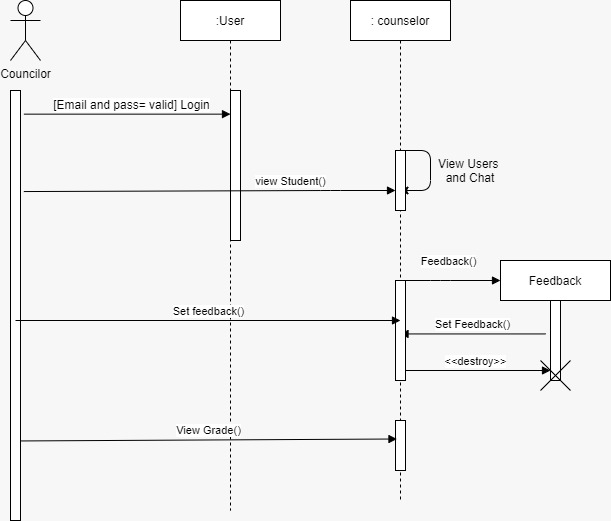 :User
: counselor
Councilor
[Email and pass= valid] Login
View Users
and Chat
view Student()
Feedback()
Feedback
Set feedback()
Set Feedback()
<<destroy>>
View Grade()